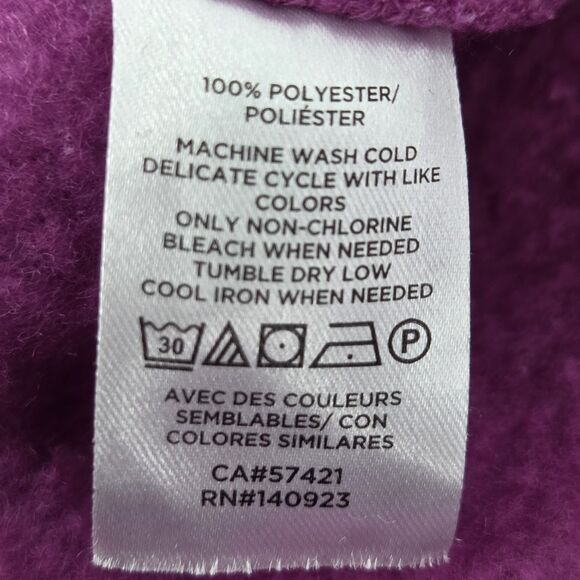 100% POLYESTER/
POLIÉSTER
MACHINE WASH COLD
DELICATE CYCLE WITH LIKE
COLORS
ONLY NON-CHLORINE
BLEACH WHEN NEEDED
TUMBLE DRY LOW
COOL IRON WHEN NEEDED
30 P
AVEC DES COULEURS
SEMBLABLES/ CON
COLORES SIMILARES
CA#57421
RN#140923